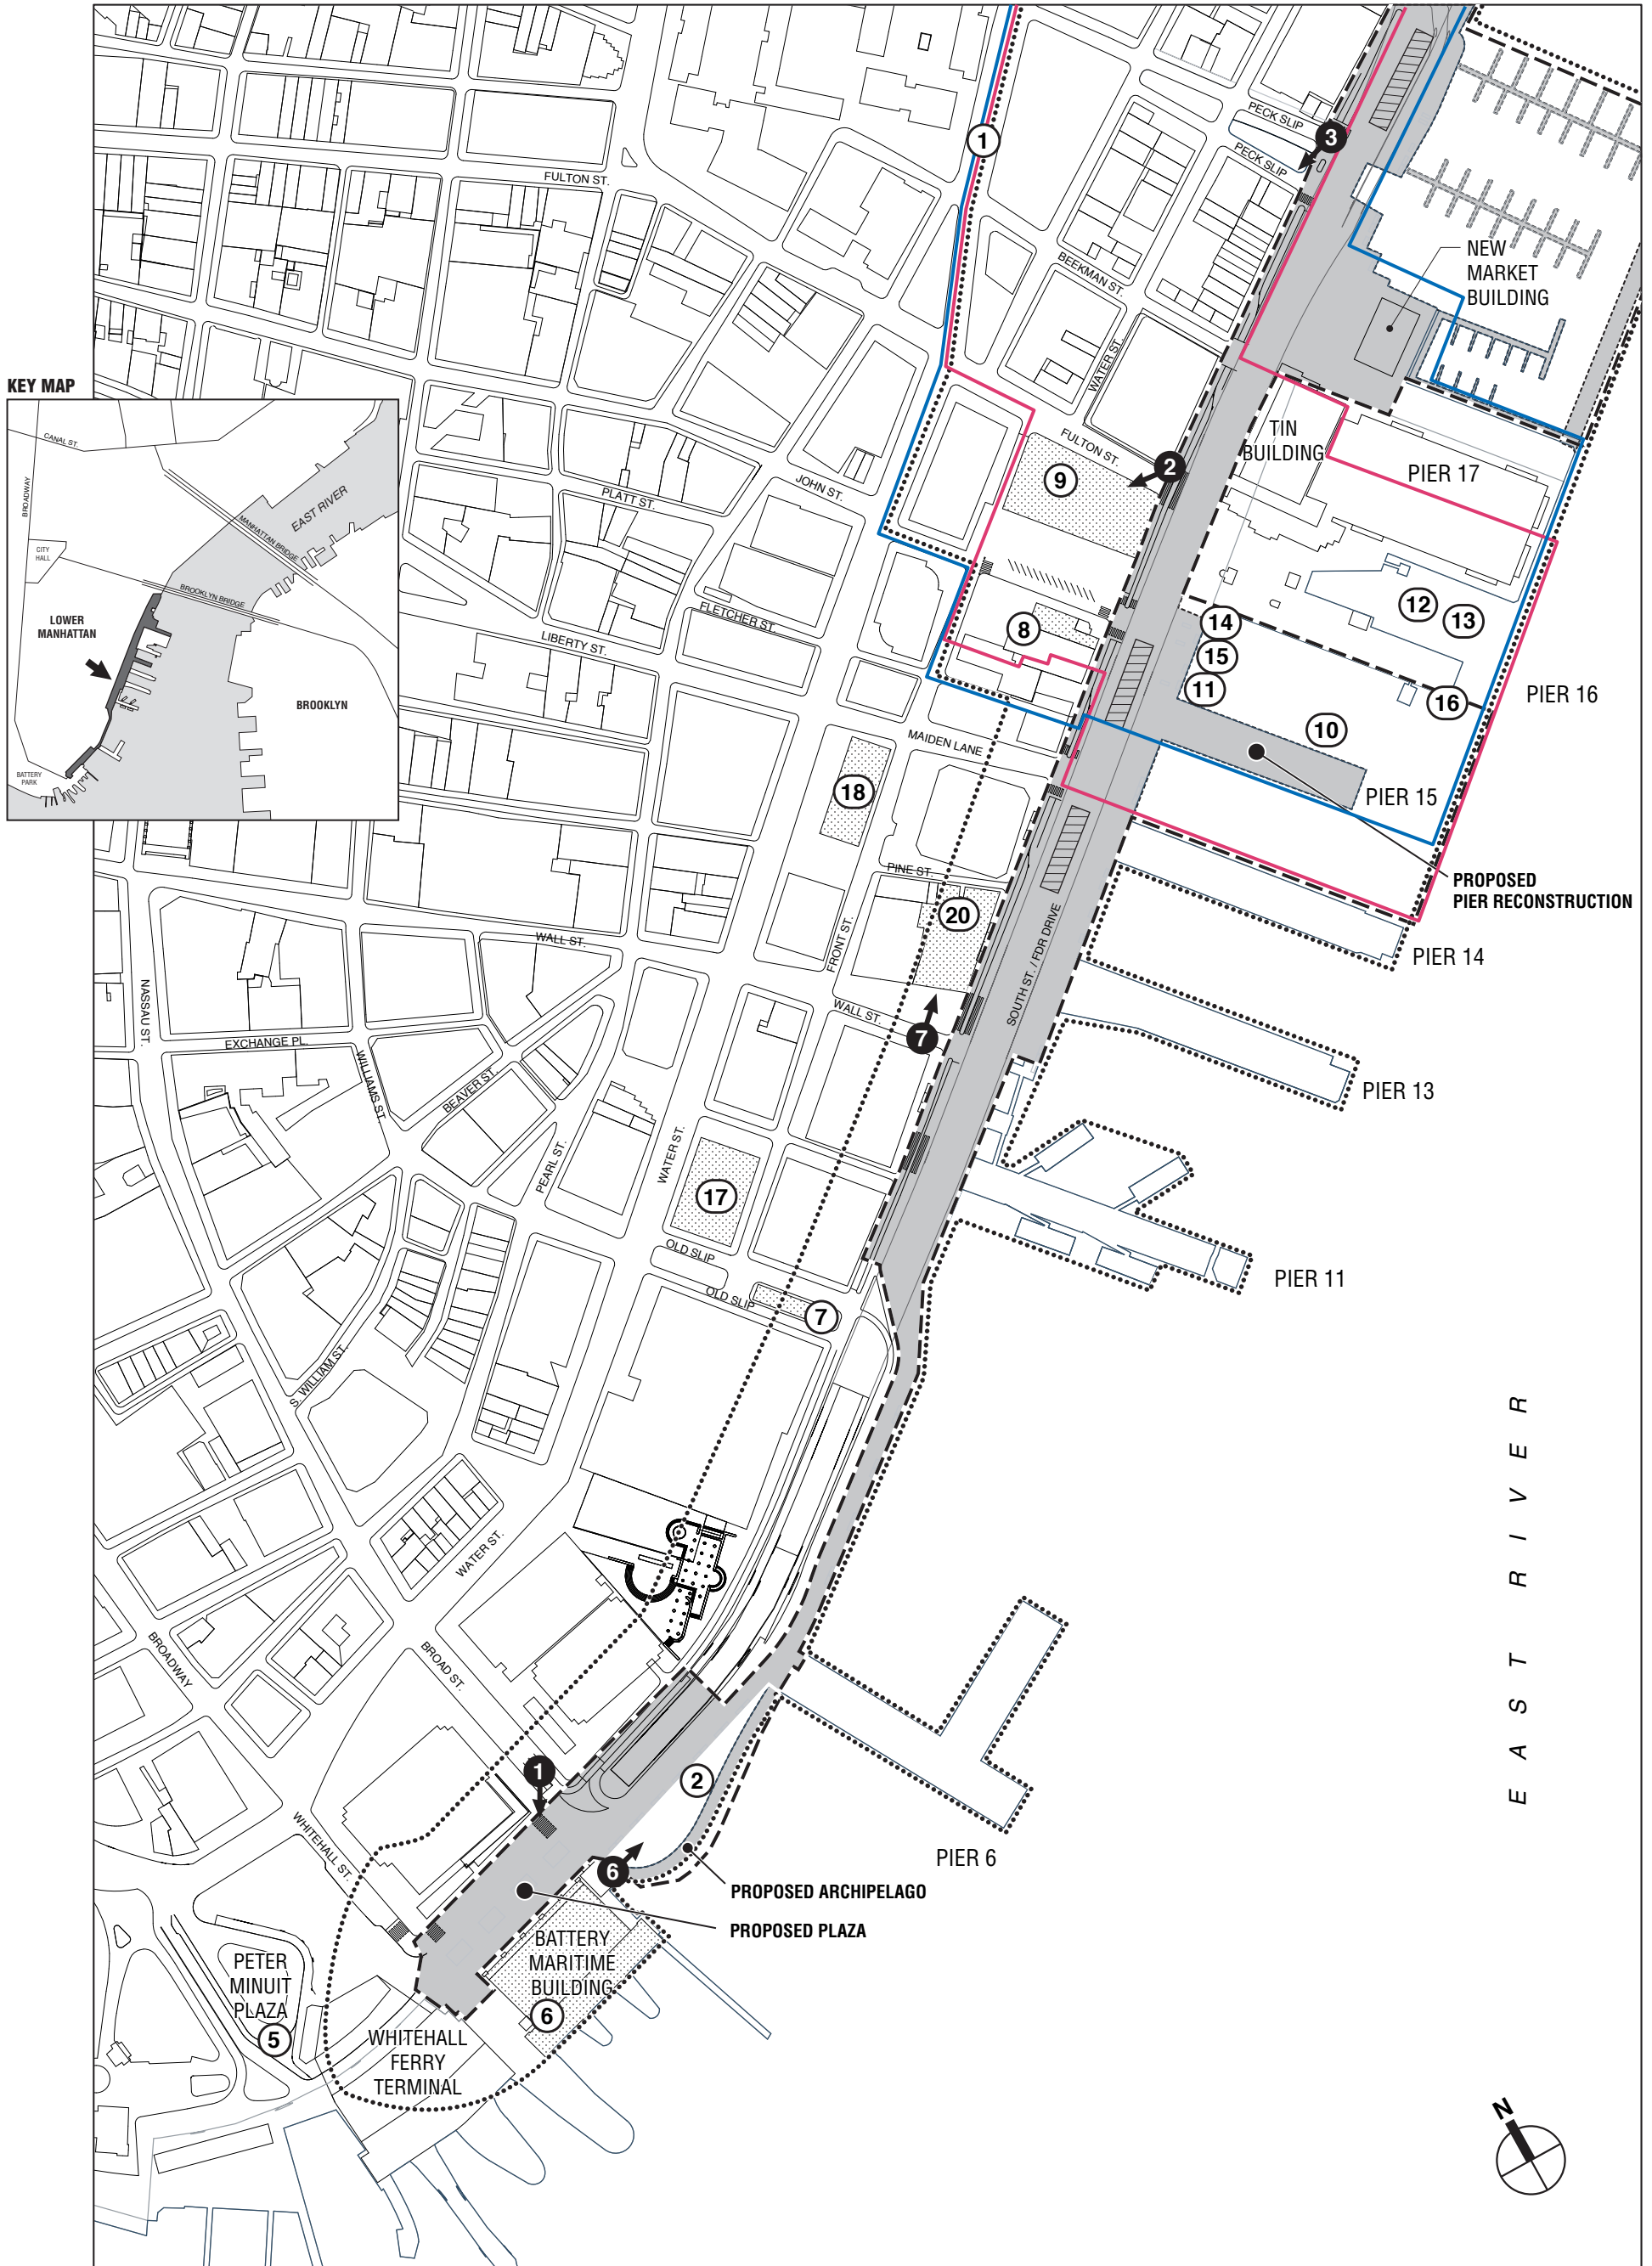 PECK SLIP
3
1
PECK SLIP
FULTON ST.
NEW
MARKET
BUILDING
BEEKMAN ST.
WATER ST.
KEY MAP
CANAL ST.
BROADWAY
EAST RIVER
MANHATTAN BRIDGE
CITY
HALL
BROOKLYN BRIDGE
LOWER
MANHATTAN
BROOKLYN
BATTERY
PARK
TIN
BUILDING
FULTON ST.
2
9
PIER 17
JOHN ST.
PLATT ST.
12
13
FLETCHER ST.
14
8
LIBERTY ST.
15
11
16
PIER 16
10
MAIDEN LANE
18
PIER 15
PINE ST.
PROPOSED
PIER RECONSTRUCTION
20
WALL ST.
FRONT ST.
SOUTH ST. / FDR DRIVE
PIER 14
NASSAU ST.
WALL ST.
7
EXCHANGE PL.
WILLIAMS ST.
BEAVER ST.
PIER 13
PEARL ST.
WATER ST.
17
OLD SLIP
PIER 11
OLD SLIP
7
S. WILLIAM ST.
EAST RIVER
WATER ST.
BROADWAY
BROAD ST.
1
2
WHITEHALL ST.
6
PIER 6
PROPOSED ARCHIPELAGO
PROPOSED PLAZA
BATTERY
MARITIME
BUILDING
6
PETER
MINUIT
PLAZA
5
WHITEHALL
FERRY
TERMINAL
N